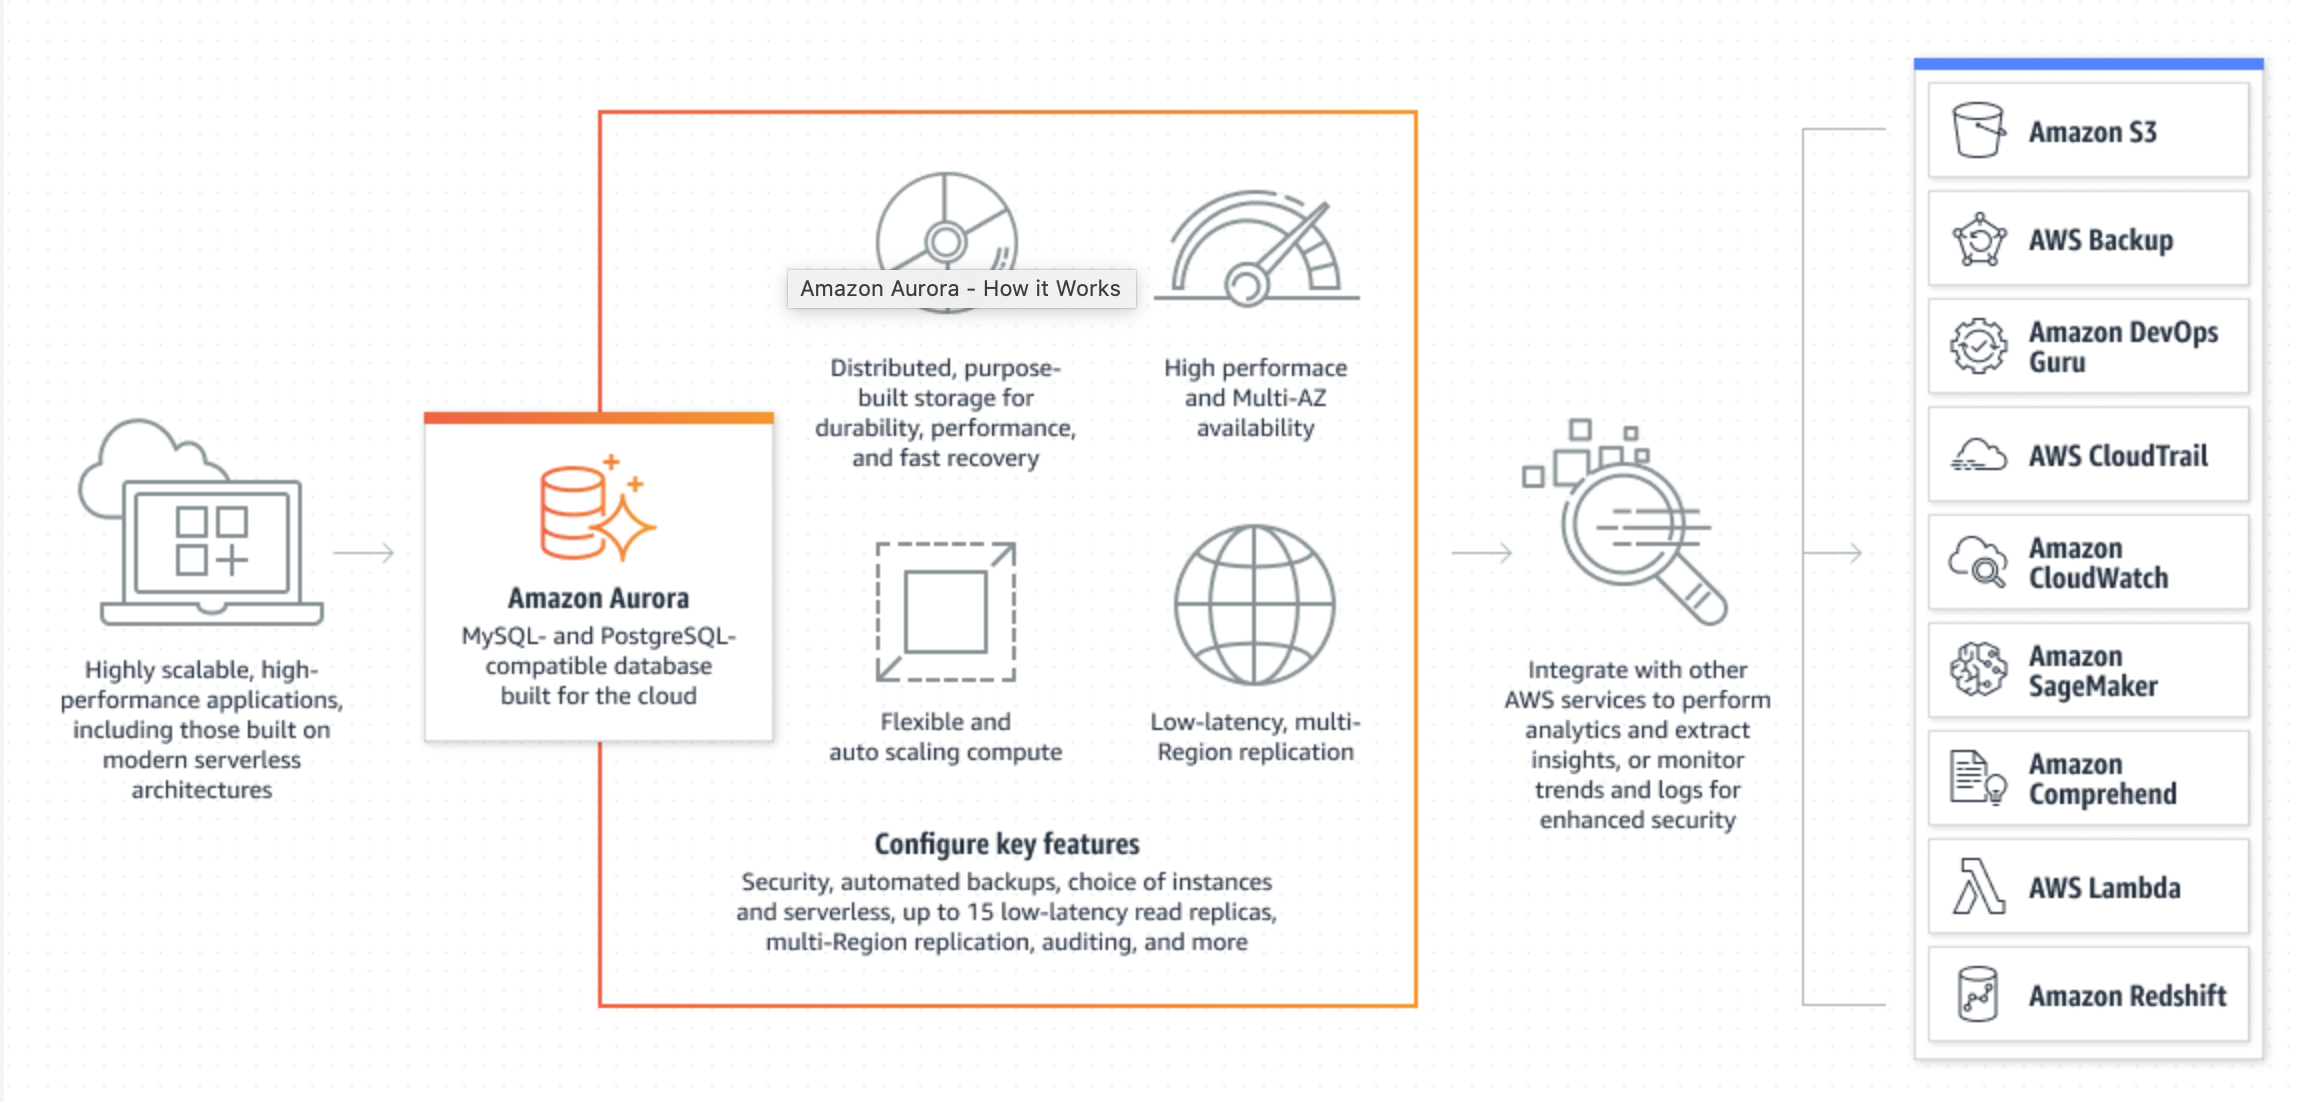 Highly scalable, high-
performance applications,
including those built on
modern serverless
architectures
Amazon Aurora
MySQL- and PostgreSQL-
compatible database
built for the cloud
Amazon Aurora - How it Works
Distributed, purpose-
built storage for
durability, performance,
and fast recovery
High performace
and Multi-AZ
availability
Flexible and
auto scaling compute
Low-latency, multi-
Region replication
Configure key features
Security, automated backups, choice of instances
and serverless, up to 15 low-latency read replicas,
multi-Region replication, auditing, and more
Integrate with other
AWS services to perform
analytics and extract
insights, or monitor
trends and logs for
enhanced security
Amazon S3
AWS Backup
Amazon DevOps
Guru
AWS CloudTrail
Amazon
CloudWatch
Amazon
SageMaker
Amazon
Comprehend
AWS Lambda
Amazon Redshift